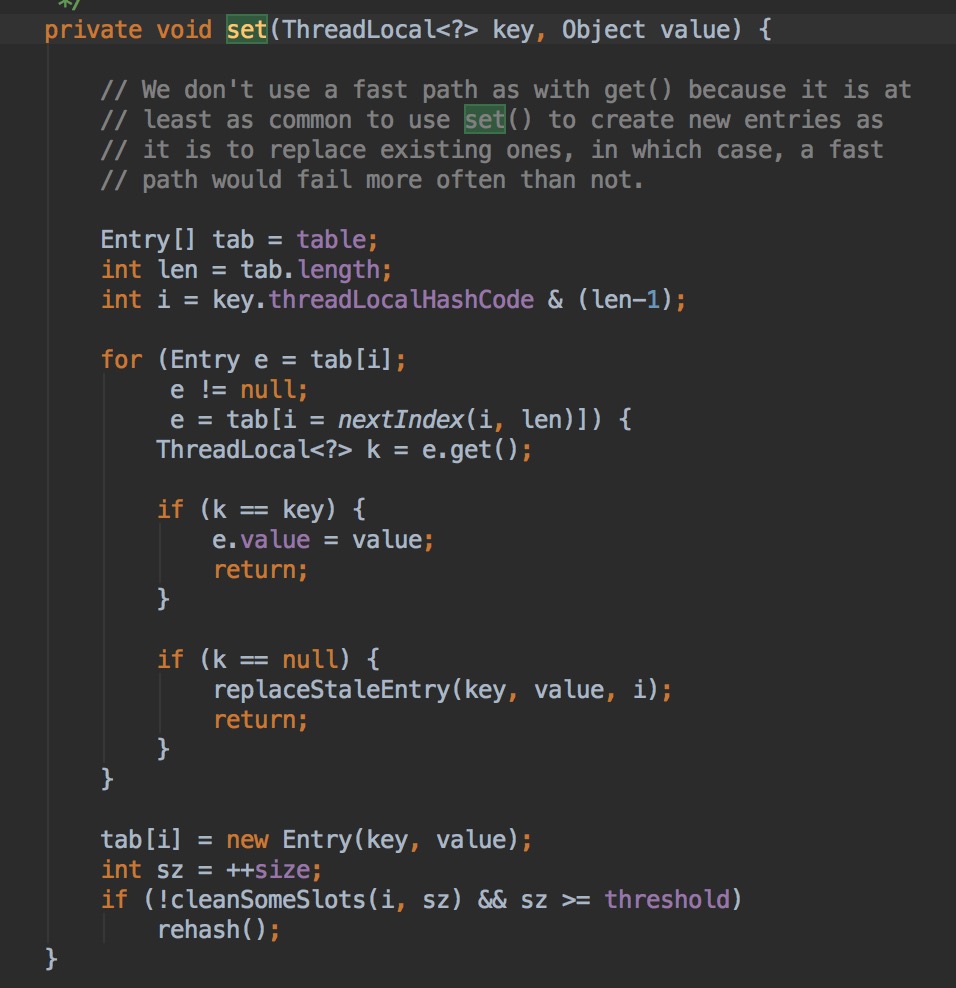 */
private void set(ThreadLocal<?> key, Object value) {
// We don't use a fast path as with get() because it is at
// least as common to use set() to create new entries as
// it is to replace existing ones, in which case, a fast
// path would fail more often than not.
Entry[] tab = table;
int len = tab.length;
int i = key.threadLocalHashCode & (len-1);
for (Entry e = tab[i];
e != null;
e = tab[i = nextIndex(i, len)]) {
ThreadLocal<?> k = e.get();
if (k == key) {
e.value = value;
return;
}
if (k == null) {
replaceStaleEntry(key, value, i);
return;
}
}
tab[i] = new Entry(key, value);
int sz = ++size;
if (!cleanSomeSlots(i, sz) && sz >= threshold)
rehash();
}